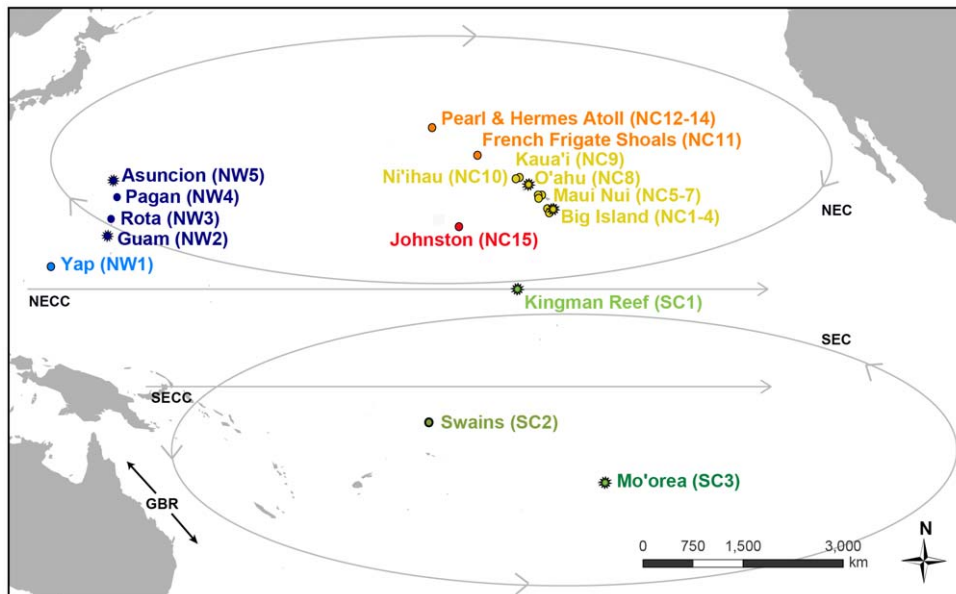 Pearl & Hermes Atoll (NC12-14)
French Frigate Shoals (NC11)
Kaua'i (NC9)
Ni'ihau (NC10)
O'ahu (NC8)
Asuncion (NW5)
Pagan (NW4)
Maui Nui (NC5-7)
Rota (NW3)
Big Island (NC1-4)
NEC
Guam (NW2)
Johnston (NC15)
Yap (NW1)
NECC
Kingman Reef (SC1)
SEC
SECC
Swains (SC2)
Mo'orea (SC3)
GBR
N
0 750 1,500 3,000
km